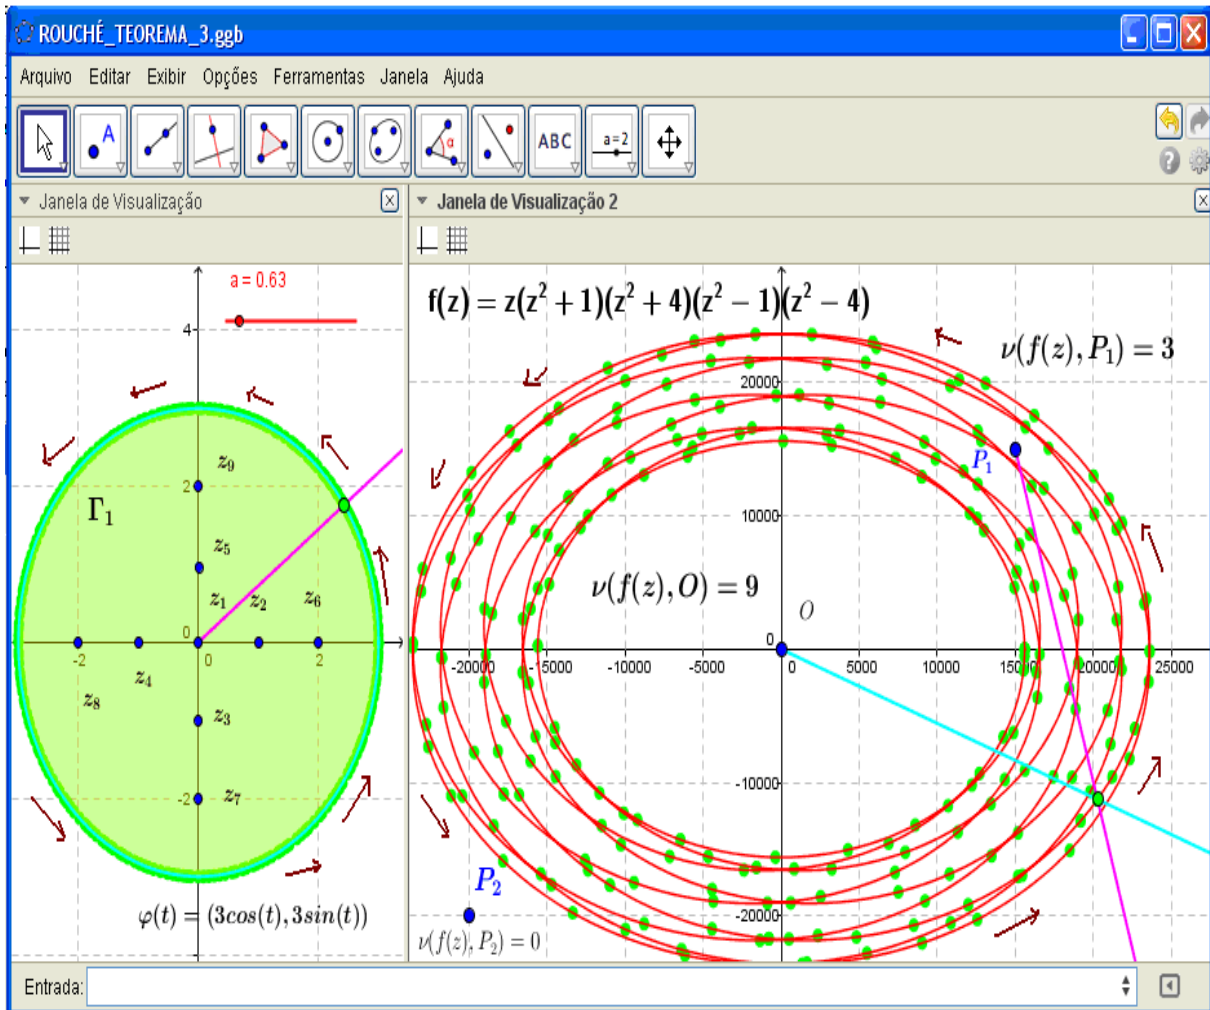 ROUCHÉ_TEOREMA_3.ggb
Arquivo Editar Exibir Opções Ferramentas Janela Ajuda
A α ABC a=2
Janela de Visualização
Janela de Visualização 2
a = 0.63
4
2
0
-2
-2
0
2
Γ₁
z₉
z₅
z₁ z₂ z₆
z₄
z₈
z₃
z₇
φ(t) = (3cos(t), 3sin(t))
f(z) = z(z² + 1)(z² + 4)(z² − 1)(z² − 4)
ν(f(z), P₁) = 3
20000
P₁
10000
ν(f(z), O) = 9
O
0
-20000 -15000 -10000 -5000 0 5000 10000 15000 20000 25000
-10000
P₂
-20000
ν(f(z), P₂) = 0
Entrada: